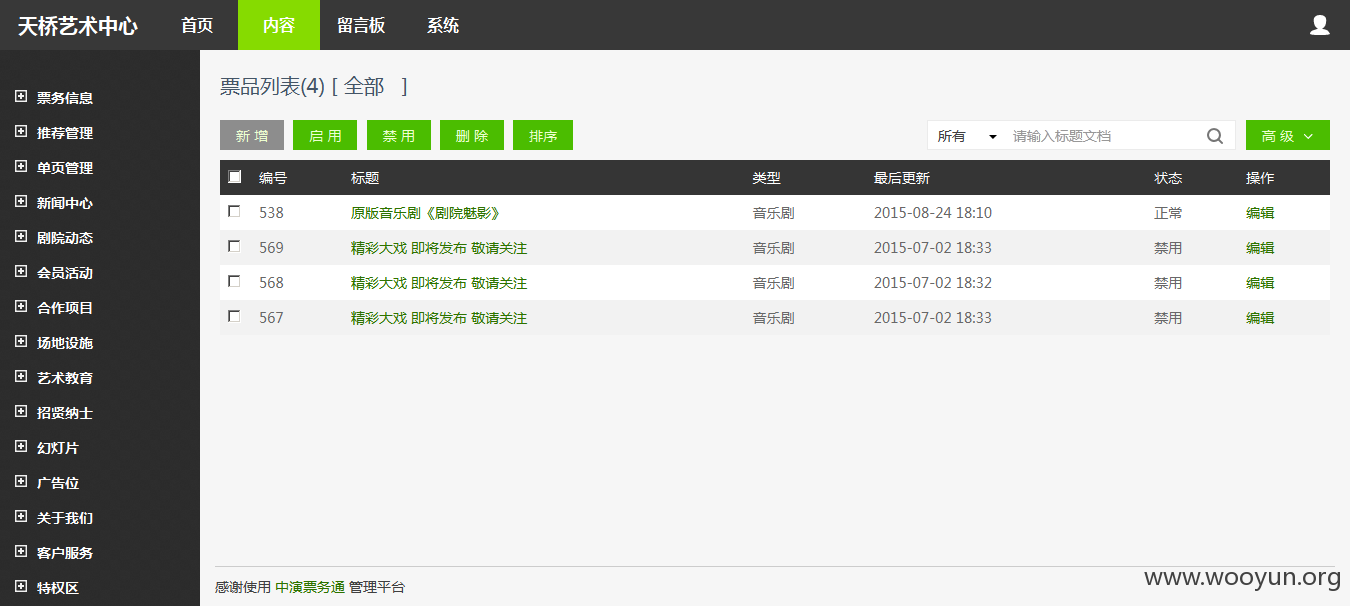 天桥艺术中心 首页 内容 留言板 系统
票务信息
推荐管理
单页管理
新闻中心
剧院动态
会员活动
合作项目
场地设施
艺术教育
招贤纳士
幻灯片
广告位
关于我们
客户服务
特权区
票品列表(4) [ 全部 ]
新 增 启 用 禁 用 删 除 排序 所有 请输入标题文档 高 级
编号 标题 类型 最后更新 状态 操作
538 原版音乐剧《剧院魅影》 音乐剧 2015-08-24 18:10 正常 编辑
569 精彩大戏 即将发布 敬请关注 音乐剧 2015-07-02 18:33 禁用 编辑
568 精彩大戏 即将发布 敬请关注 音乐剧 2015-07-02 18:32 禁用 编辑
567 精彩大戏 即将发布 敬请关注 音乐剧 2015-07-02 18:33 禁用 编辑
感谢使用 中演票务通 管理平台
www.wooyun.org